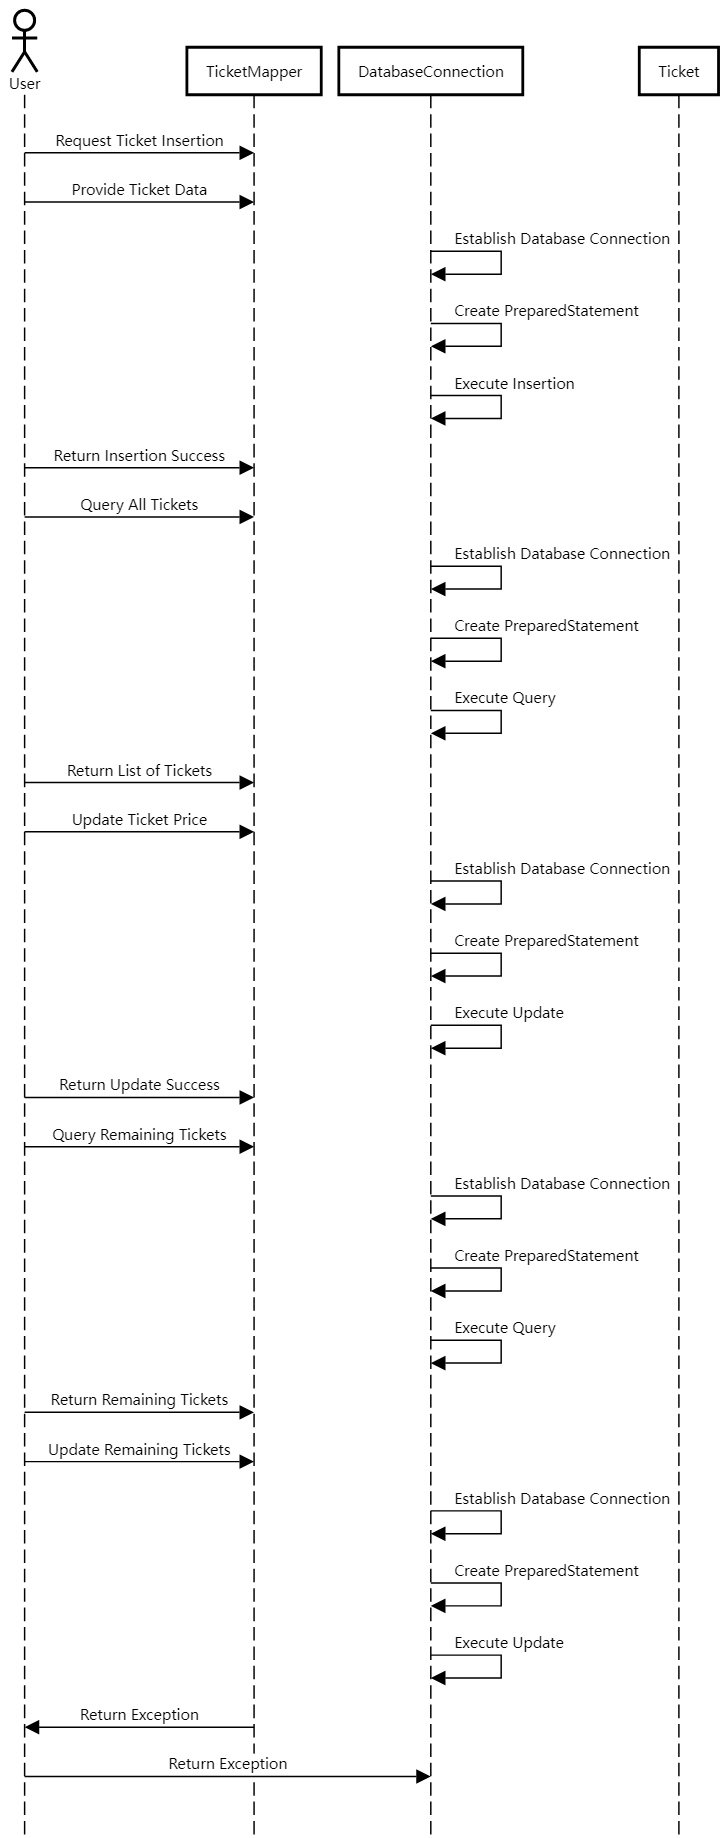 User
TicketMapper
DatabaseConnection
Ticket
Request Ticket Insertion
Provide Ticket Data
Establish Database Connection
Create PreparedStatement
Execute Insertion
Return Insertion Success
Query All Tickets
Establish Database Connection
Create PreparedStatement
Execute Query
Return List of Tickets
Update Ticket Price
Establish Database Connection
Create PreparedStatement
Execute Update
Return Update Success
Query Remaining Tickets
Establish Database Connection
Create PreparedStatement
Execute Query
Return Remaining Tickets
Update Remaining Tickets
Establish Database Connection
Create PreparedStatement
Execute Update
Return Exception
Return Exception